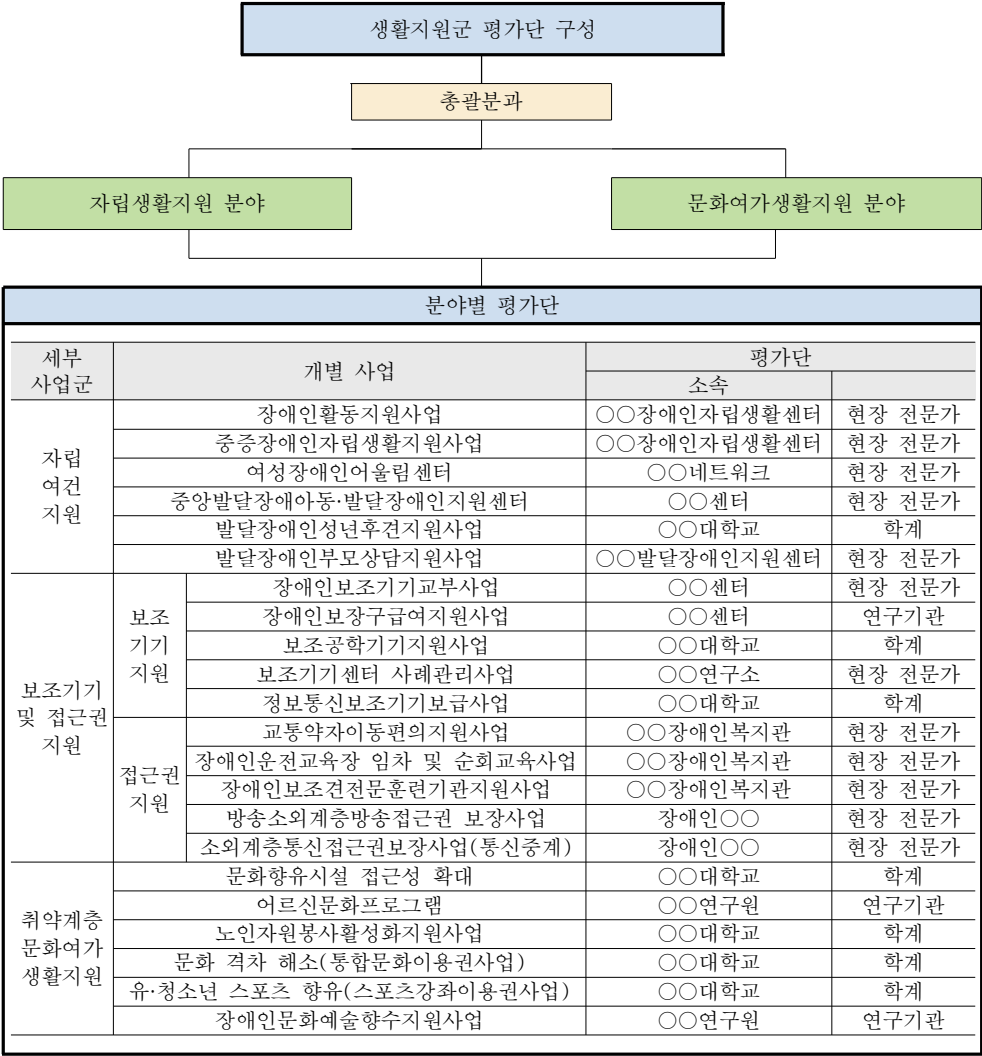 생활지원군 평가단 구성
총괄분과
자립생활지원 분야
문화여가생활지원 분야
분야별 평가단
세부
사업군
개별 사업
평가단
소속
자립
여건
지원
장애인활동지원사업 ○○장애인자립생활센터 현장 전문가
중증장애인자립생활지원사업 ○○장애인자립생활센터 현장 전문가
여성장애인어울림센터 ○○네트워크 현장 전문가
중앙발달장애아동·발달장애인지원센터 ○○센터 현장 전문가
발달장애인성년후견지원사업 ○○대학교 학계
발달장애인부모상담지원사업 ○○발달장애인지원센터 현장 전문가
보조기기
및 접근권
지원
보조
기기
지원
장애인보조기기교부사업 ○○센터 현장 전문가
장애인보장구급여지원사업 ○○센터 연구기관
보조공학기기지원사업 ○○대학교 학계
보조기기센터 사례관리사업 ○○연구소 현장 전문가
정보통신보조기기보급사업 ○○대학교 학계
접근권
지원
교통약자이동편의지원사업 ○○장애인복지관 현장 전문가
장애인운전교육장 임차 및 순회교육사업 ○○장애인복지관 현장 전문가
장애인보조견전문훈련기관지원사업 ○○장애인복지관 현장 전문가
방송소외계층방송접근권 보장사업 장애인○○ 현장 전문가
소외계층통신접근권보장사업(통신중계) 장애인○○ 현장 전문가
취약계층
문화여가
생활지원
문화향유시설 접근성 확대 ○○대학교 학계
어르신문화프로그램 ○○연구원 연구기관
노인자원봉사활성화지원사업 ○○대학교 학계
문화 격차 해소(통합문화이용권사업) ○○대학교 학계
유·청소년 스포츠 향유(스포츠강좌이용권사업) ○○대학교 학계
장애인문화예술향수지원사업 ○○연구원 연구기관